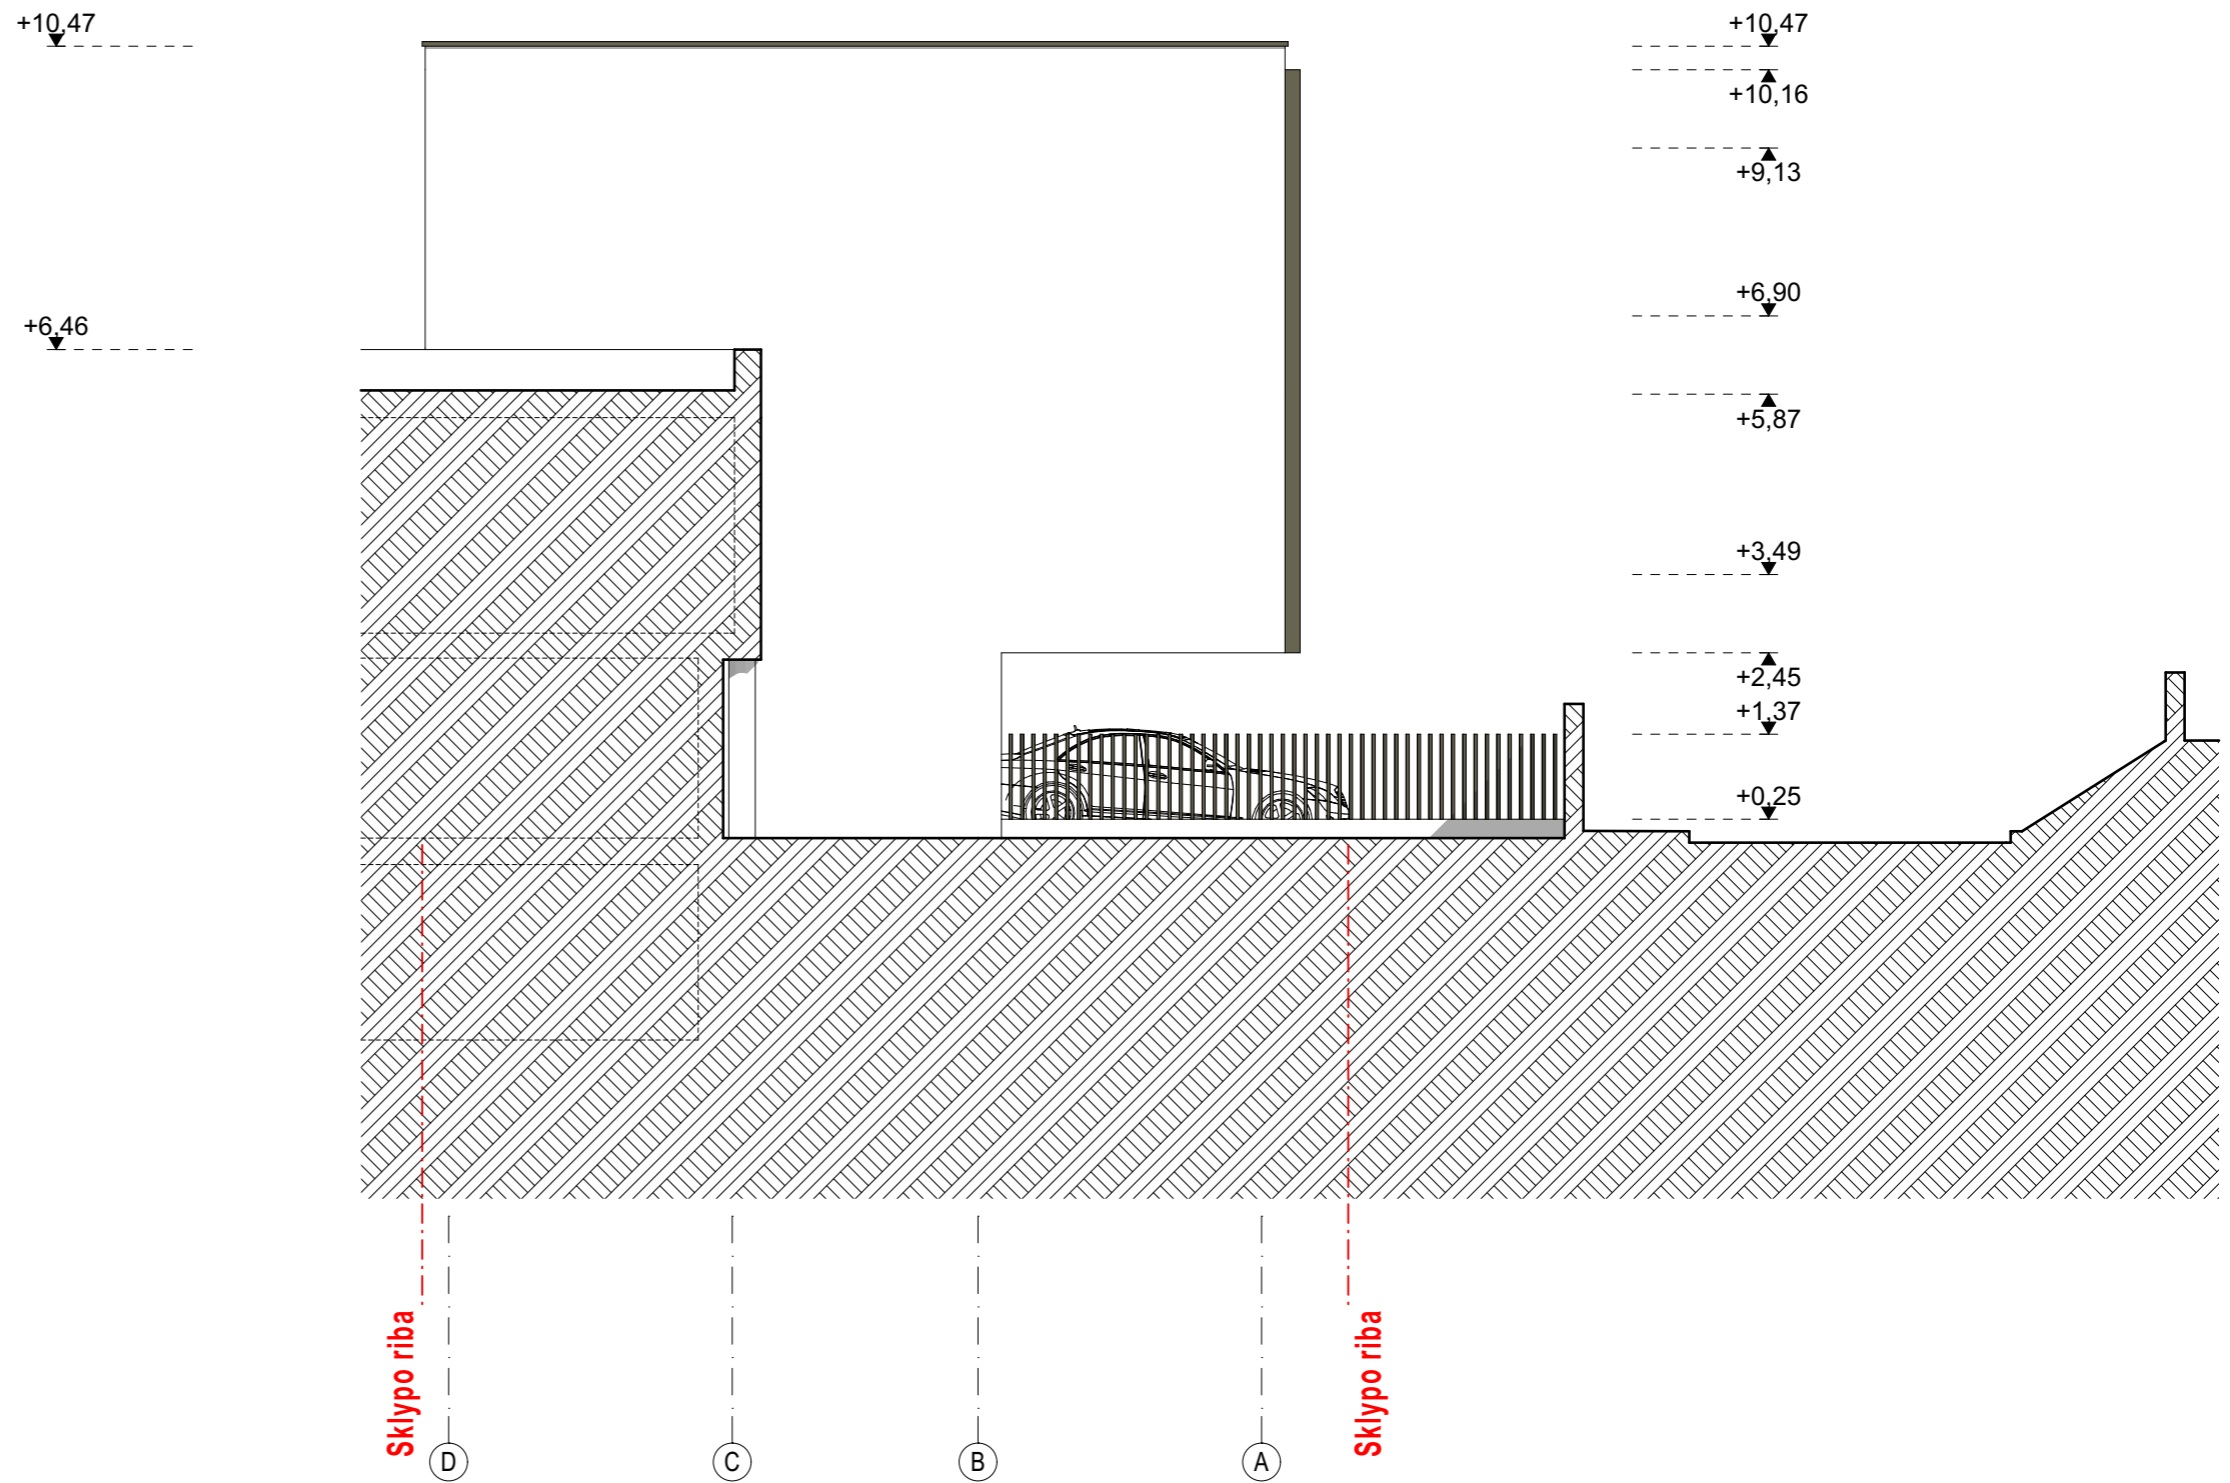 +10,47
+10,47
+10,16
+9,13
+6,90
+6,46
+5,87
+3,49
+2,45
+1,37
+0,25
Sklypo riba
Sklypo riba
D
C
B
A